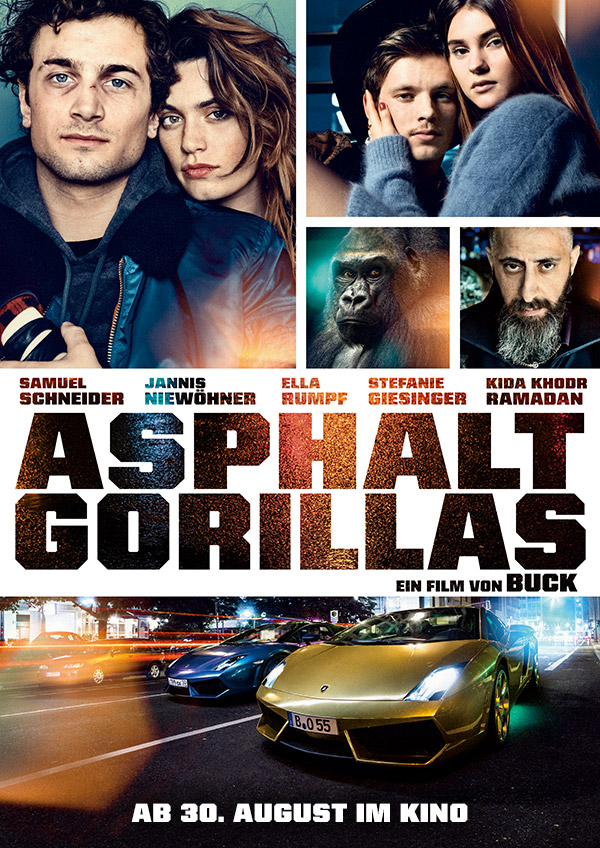 SAMUEL SCHNEIDER
JANNIS NIEWÖHNER
ELLA RUMPF
STEFANIE GIESINGER
KIDA KHODR RAMADAN
ASPHALT
GORILLAS
EIN FILM VON BUCK
B O 55
AB 30. AUGUST IM KINO